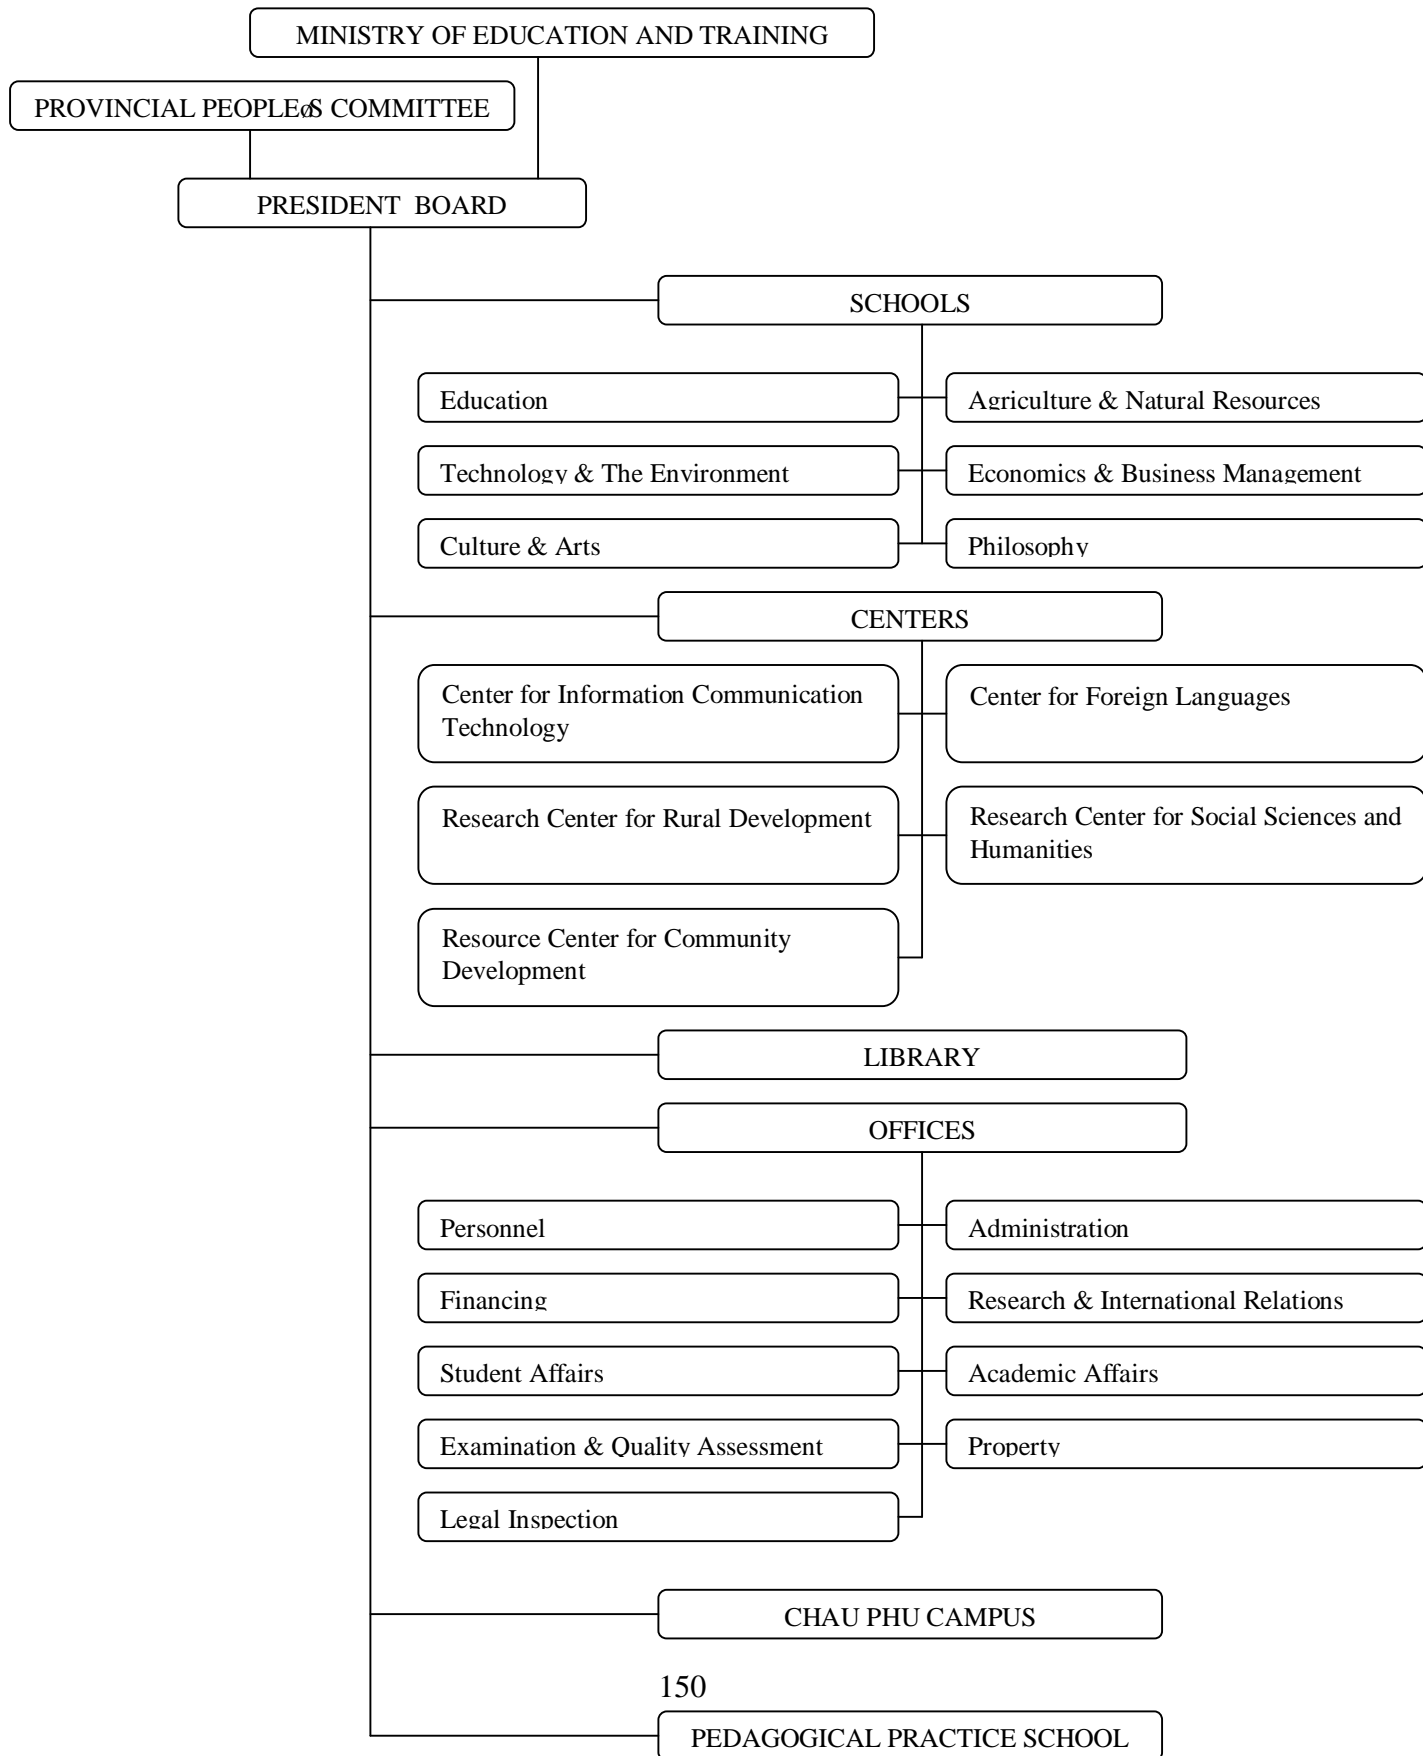 MINISTRY OF EDUCATION AND TRAINING
PROVINCIAL PEOPLEøS COMMITTEE
PRESIDENT BOARD
SCHOOLS
Education
Agriculture & Natural Resources
Technology & The Environment
Economics & Business Management
Culture & Arts
Philosophy
CENTERS
Center for Information Communication
Technology
Center for Foreign Languages
Research Center for Rural Development
Research Center for Social Sciences and
Humanities
Resource Center for Community
Development
LIBRARY
OFFICES
Personnel
Administration
Financing
Research & International Relations
Student Affairs
Academic Affairs
Examination & Quality Assessment
Property
Legal Inspection
CHAU PHU CAMPUS
150
PEDAGOGICAL PRACTICE SCHOOL